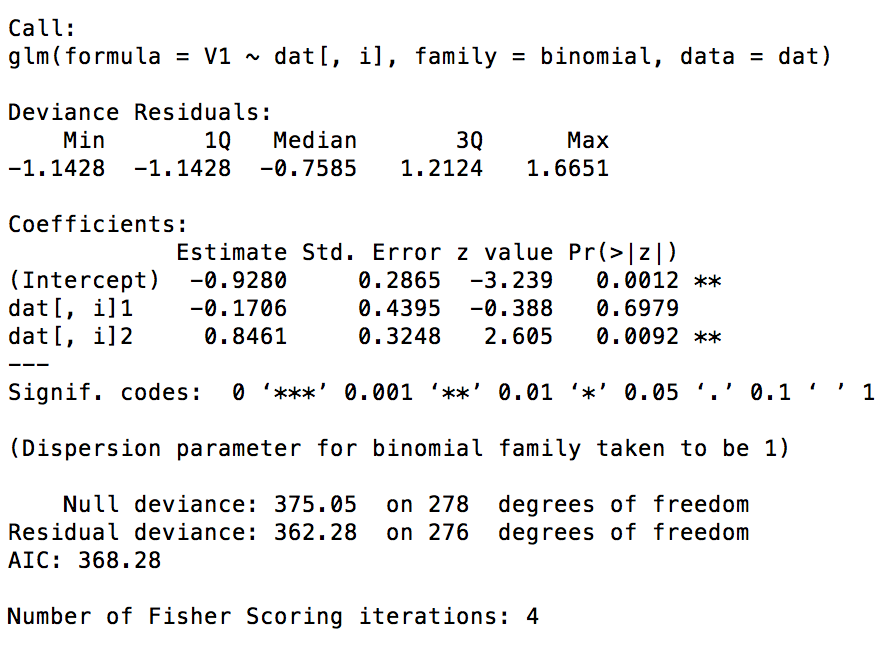 Call:
glm(formula = V1 ~ dat[, i], family = binomial, data = dat)
Deviance Residuals:
    Min       1Q   Median       3Q      Max
-1.1428  -1.1428  -0.7585   1.2124   1.6651
Coefficients:
            Estimate Std. Error z value Pr(>|z|)
(Intercept)  -0.9280     0.2865  -3.239   0.0012 **
dat[, i]1    -0.1706     0.4395  -0.388   0.6979
dat[, i]2     0.8461     0.3248   2.605   0.0092 **
---
Signif. codes:  0 ‘***’ 0.001 ‘**’ 0.01 ‘*’ 0.05 ‘.’ 0.1 ‘ ’ 1
(Dispersion parameter for binomial family taken to be 1)
    Null deviance: 375.05  on 278  degrees of freedom
Residual deviance: 362.28  on 276  degrees of freedom
AIC: 368.28
Number of Fisher Scoring iterations: 4